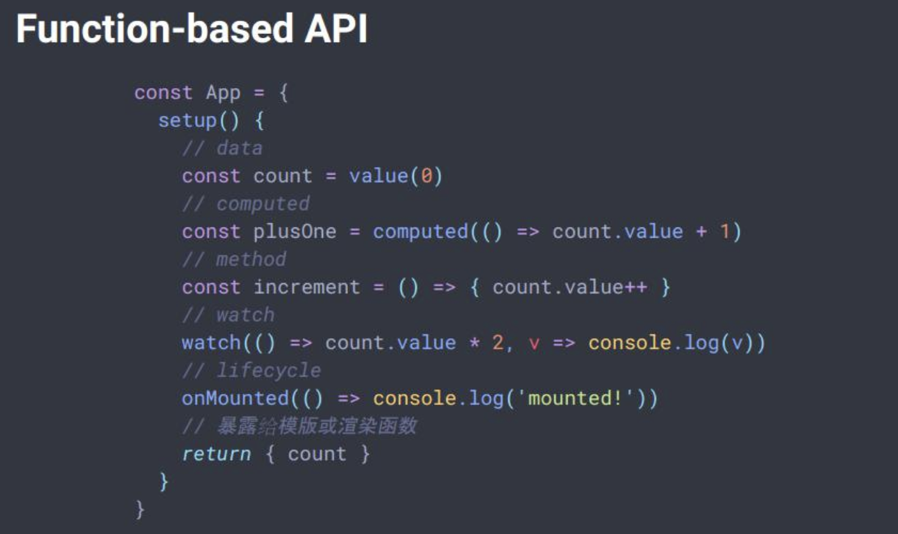 Function-based API
const App = {
setup() {
// data
const count = value(0)
// computed
const plusOne = computed(() => count.value + 1)
// method
const increment = () => { count.value++ }
// watch
watch(() => count.value * 2, v => console.log(v))
// lifecycle
onMounted(() => console.log('mounted!'))
// 暴露给模版或渲染函数
return { count }
}
}